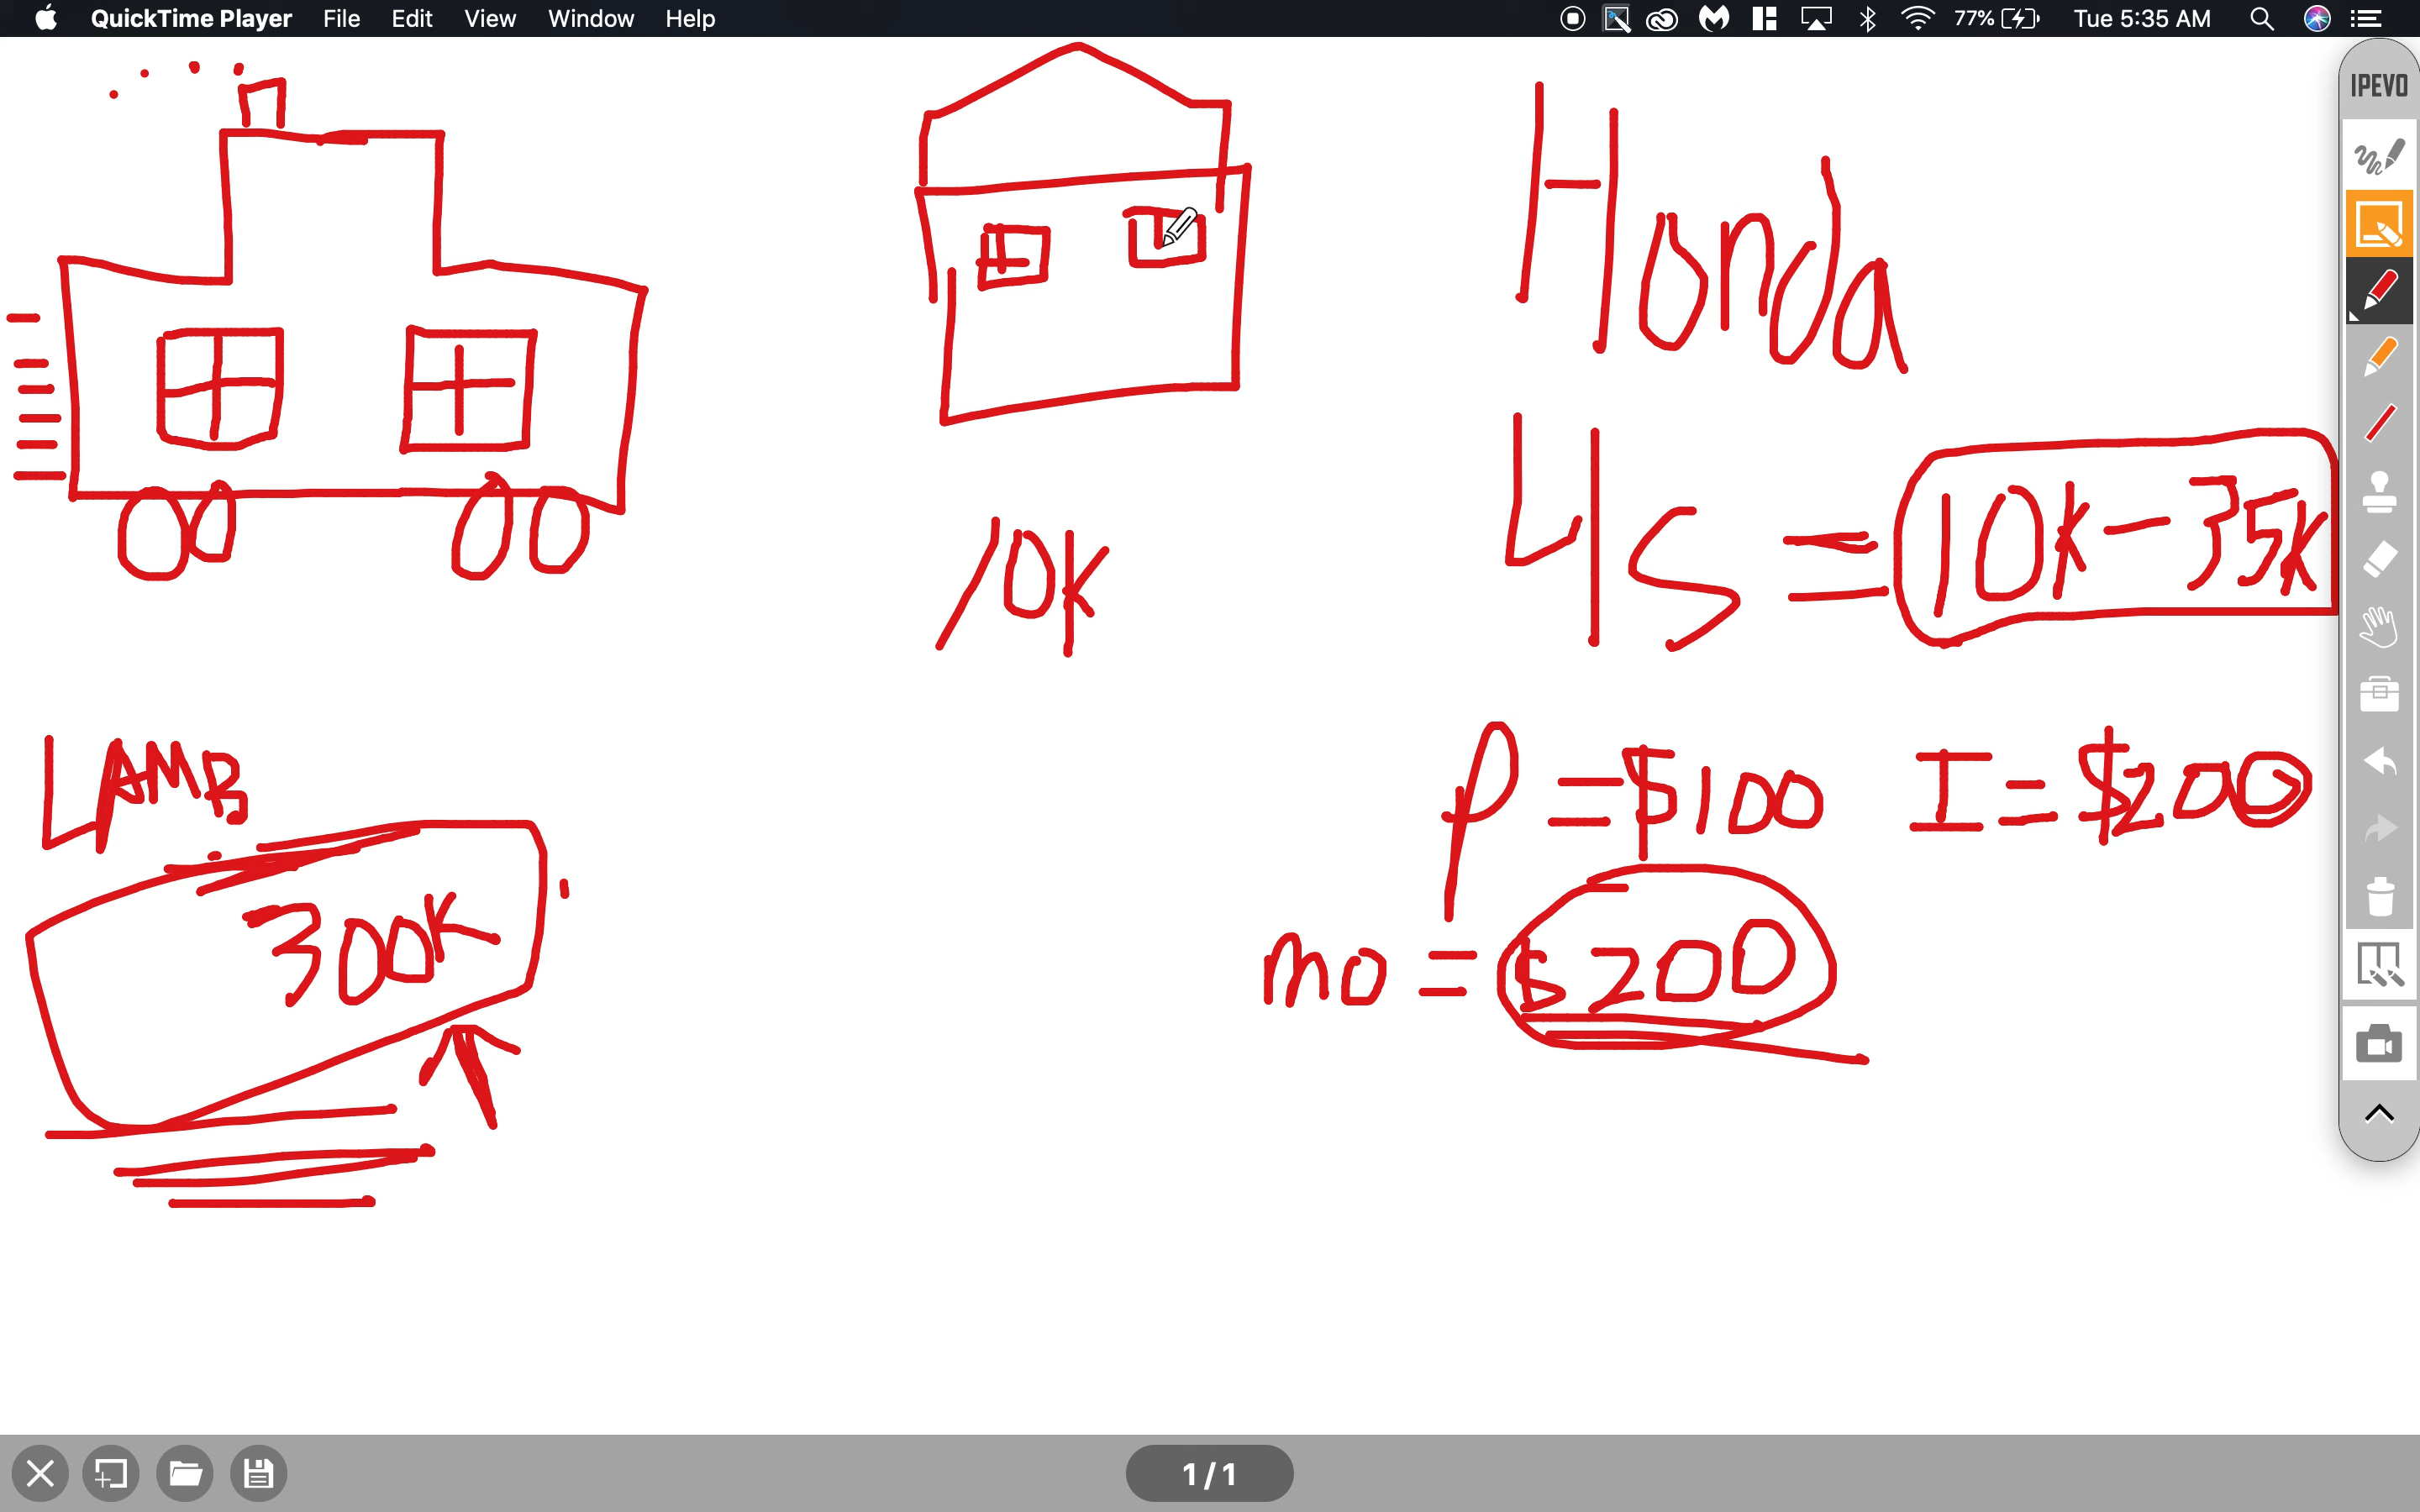 QuickTime Player File Edit View Window Help 77% Tue 5:35 AM
IPEVO
Honda
10K
4s = 10K - 35K
LAMB
300K
P = $100 I = $200
mo = $200
1 / 1